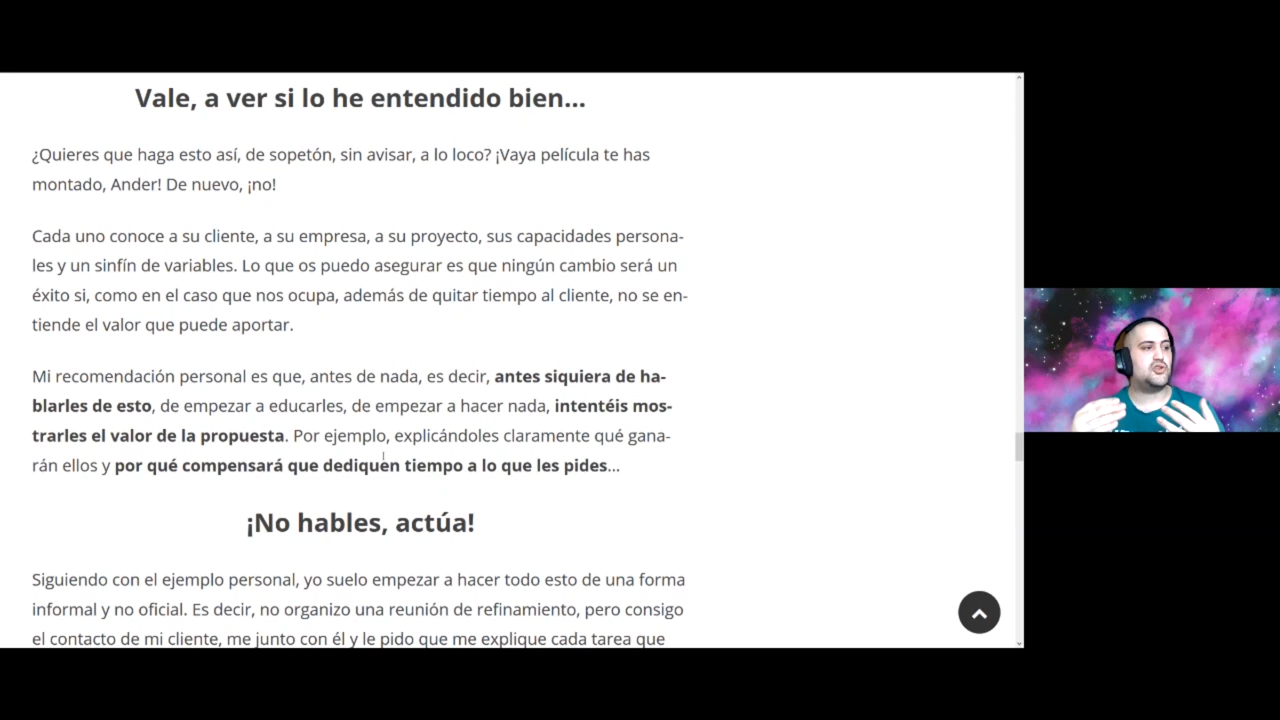 Vale, a ver si lo he entendido bien...
¿Quieres que haga esto así, de sopetón, sin avisar, a lo loco? ¡Vaya película te has
montado, Ander! De nuevo, ¡no!
Cada uno conoce a su cliente, a su empresa, a su proyecto, sus capacidades persona-
les y un sinfín de variables. Lo que os puedo asegurar es que ningún cambio será un
éxito si, como en el caso que nos ocupa, además de quitar tiempo al cliente, no se en-
tiende el valor que puede aportar.
Mi recomendación personal es que, antes de nada, es decir, antes siquiera de ha-
blarles de esto, de empezar a educarles, de empezar a hacer nada, intentéis mos-
trarles el valor de la propuesta. Por ejemplo, explicándoles claramente qué gana-
rán ellos y por qué compensará que dediquen tiempo a lo que les pides...
¡No hables, actúa!
Siguiendo con el ejemplo personal, yo suelo empezar a hacer todo esto de una forma
informal y no oficial. Es decir, no organizo una reunión de refinamiento, pero consigo
el contacto de mi cliente, me junto con él y le pido que me explique cada tarea que